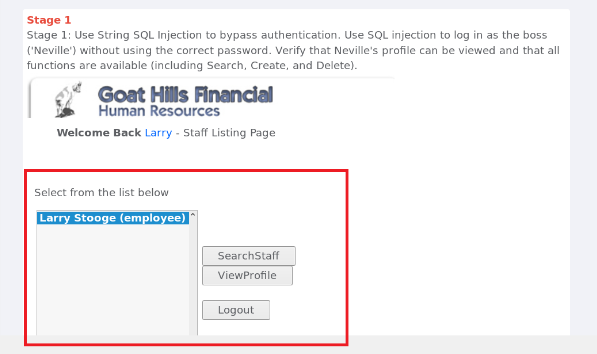 Stage 1
Stage 1: Use String SQL Injection to bypass authentication. Use SQL injection to log in as the boss
('Neville') without using the correct password. Verify that Neville's profile can be viewed and that all
functions are available (including Search, Create, and Delete).
Goat Hills Financial
Human Resources
Welcome Back Larry - Staff Listing Page
Select from the list below
Larry Stooge (employee)
SearchStaff
ViewProfile
Logout